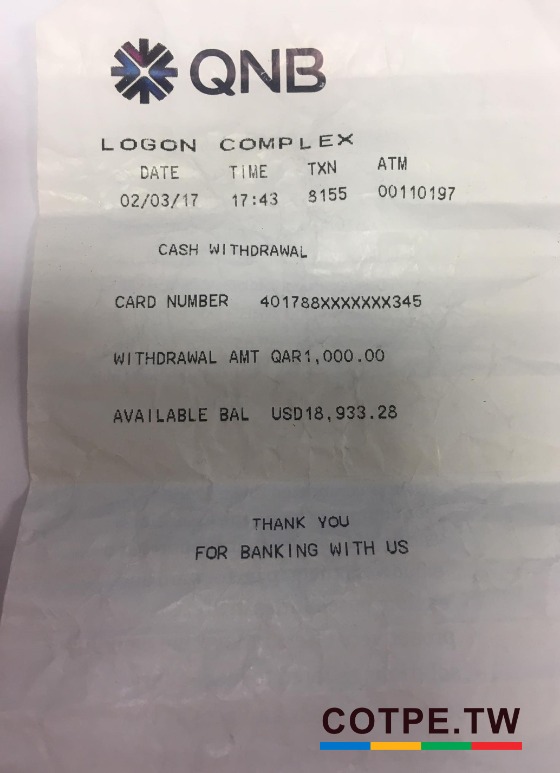 QNB
LOGON COMPLEX
DATE TIME TXN ATM
02/03/17 17:43 8155 00110197
CASH WITHDRAWAL
CARD NUMBER 401788XXXXXXX345
WITHDRAWAL AMT QAR1,000.00
AVAILABLE BAL USD18,933.28
THANK YOU
FOR BANKING WITH US
COTPE.TW